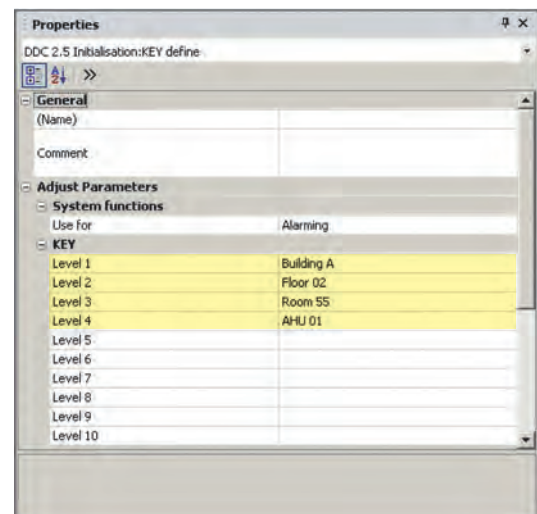 Properties
DDC 2.5 Initialisation:KEY define
General
(Name)
Comment
Adjust Parameters
System functions
Use for Alarming
KEY
Level 1 Building A
Level 2 Floor 02
Level 3 Room 55
Level 4 AHU 01
Level 5
Level 6
Level 7
Level 8
Level 9
Level 10